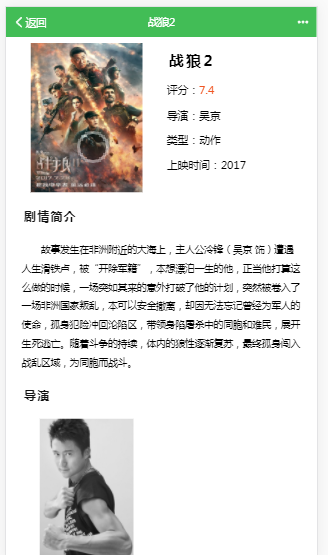 返回
战狼2
•••
战狼2
评分：7.4
导演：吴京
类型：动作
上映时间：2017
剧情简介
故事发生在非洲附近的大海上，主人公冷锋（吴京 饰）遭遇
人生滑铁卢，被“开除军籍”，本想漂泊一生的他，正当他打算这
么做的时候，一场突如其来的意外打破了他的计划，突然被卷入了
一场非洲国家叛乱，本可以安全撤离，却因无法忘记曾经为军人的
使命，孤身犯险冲回沦陷区，带领身陷屠杀中的同胞和难民，展开
生死逃亡。随着斗争的持续，体内的狼性逐渐复苏，最终孤身闯入
战乱区域，为同胞而战斗。
导演